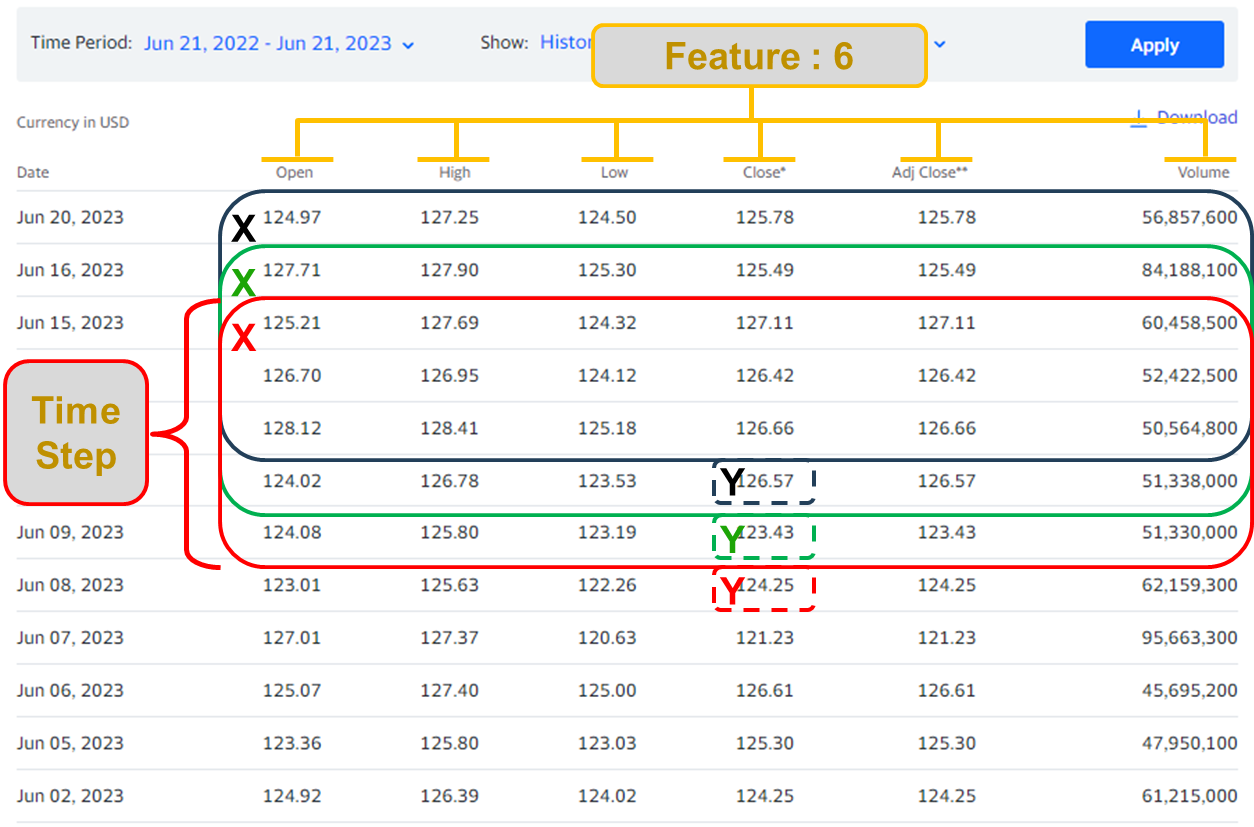 Time Period: Jun 21, 2022 - Jun 21, 2023 Show: Feature : 6 Apply
Currency in USD Download
Date Open High Low Close* Adj Close** Volume
Jun 20, 2023 X 124.97 127.25 124.50 125.78 125.78 56,857,600
Jun 16, 2023 X 127.71 127.90 125.30 125.49 125.49 84,188,100
Jun 15, 2023 X 125.21 127.69 124.32 127.11 127.11 60,458,500
126.70 126.95 124.12 126.42 126.42 52,422,500
Time
Step
128.12 128.41 125.18 126.66 126.66 50,564,800
124.02 126.78 123.53 Y 126.57 126.57 51,338,000
Jun 09, 2023 124.08 125.80 123.19 Y 123.43 123.43 51,330,000
Jun 08, 2023 123.01 125.63 122.26 Y 124.25 124.25 62,159,300
Jun 07, 2023 127.01 127.37 120.63 121.23 121.23 95,663,300
Jun 06, 2023 125.07 127.40 125.00 126.61 126.61 45,695,200
Jun 05, 2023 123.36 125.80 123.03 125.30 125.30 47,950,100
Jun 02, 2023 124.92 126.39 124.02 124.25 124.25 61,215,000